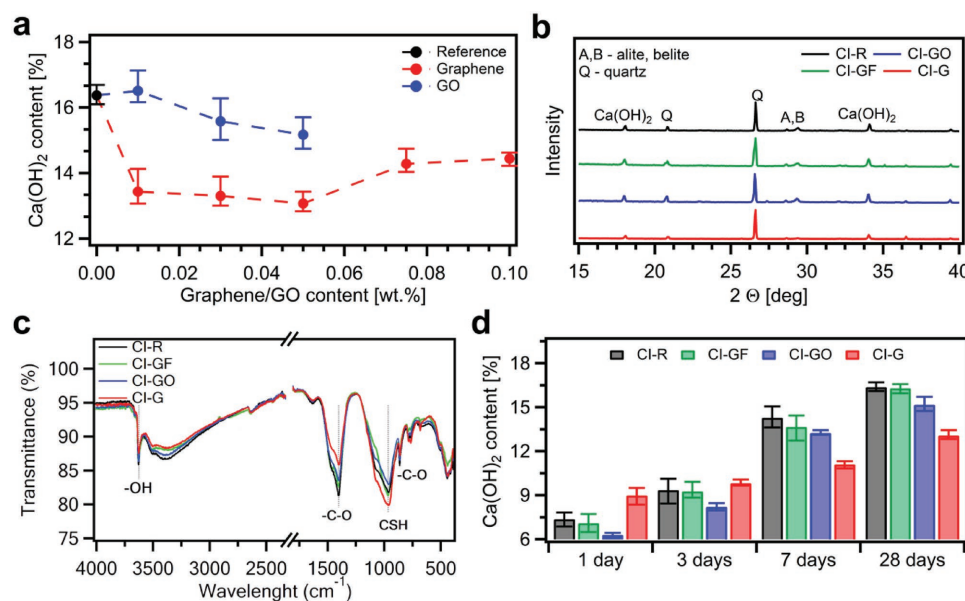 a
Ca(OH)2 content [%]
18
16
14
12
Reference
Graphene
GO
0.00
0.02
0.04
0.06
0.08
0.10
Graphene/GO content [wt.%]
b
Intensity
A,B - alite, belite
Q - quartz
CI-R
CI-GO
CI-GF
CI-G
Ca(OH)2
Q
Q
A,B
Ca(OH)2
15
20
25
30
35
40
2 Θ [deg]
c
Transmittance (%)
100
95
90
85
80
75
CI-R
CI-GF
CI-GO
CI-G
-OH
-C-O
CSH
-C-O
4000
3500
3000
2500
1000
500
Wavelenght (cm-1)
d
Ca(OH)2 content [%]
18
15
12
9
6
CI-R
CI-GF
CI-GO
CI-G
1 day
3 days
7 days
28 days